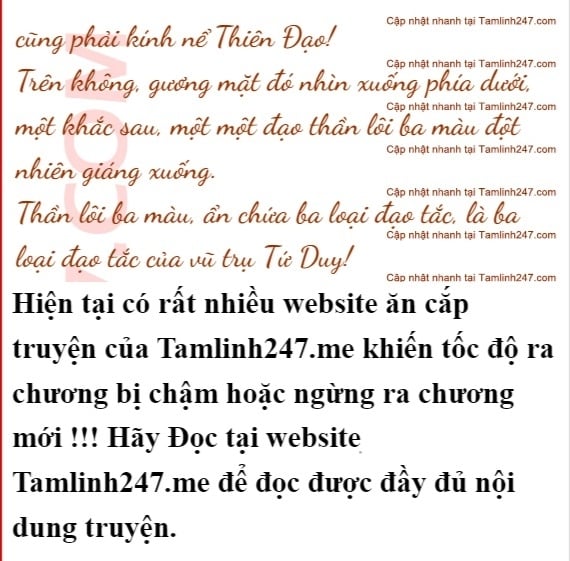 Cập nhật nhanh tại Tamlinh247.com
cũng phải kính nể Thiên Đạo!
Cập nhật nhanh tại Tamlinh247.com
Trên không, gương mặt đó nhìn xuống phía dưới,
Cập nhật nhanh tại Tamlinh247.com
một khắc sau, một một đạo thần lôi ba màu đột
Cập nhật nhanh tại Tamlinh247.com
nhiên giáng xuống.
Cập nhật nhanh tại Tamlinh247.com
Thần lôi ba màu, ẩn chứa ba loại đạo tắc, là ba
Cập nhật nhanh tại Tamlinh247.com
loại đạo tắc của vũ trụ Tứ Duy!
Cập nhật nhanh tại Tamlinh247.com
.COM
Hiện tại có rất nhiều website ăn cắp
truyện của Tamlinh247.me khiến tốc độ ra
chương bị chậm hoặc ngừng ra chương
mới !!! Hãy Đọc tại website
Tamlinh247.me để đọc được đầy đủ nội
dung truyện.